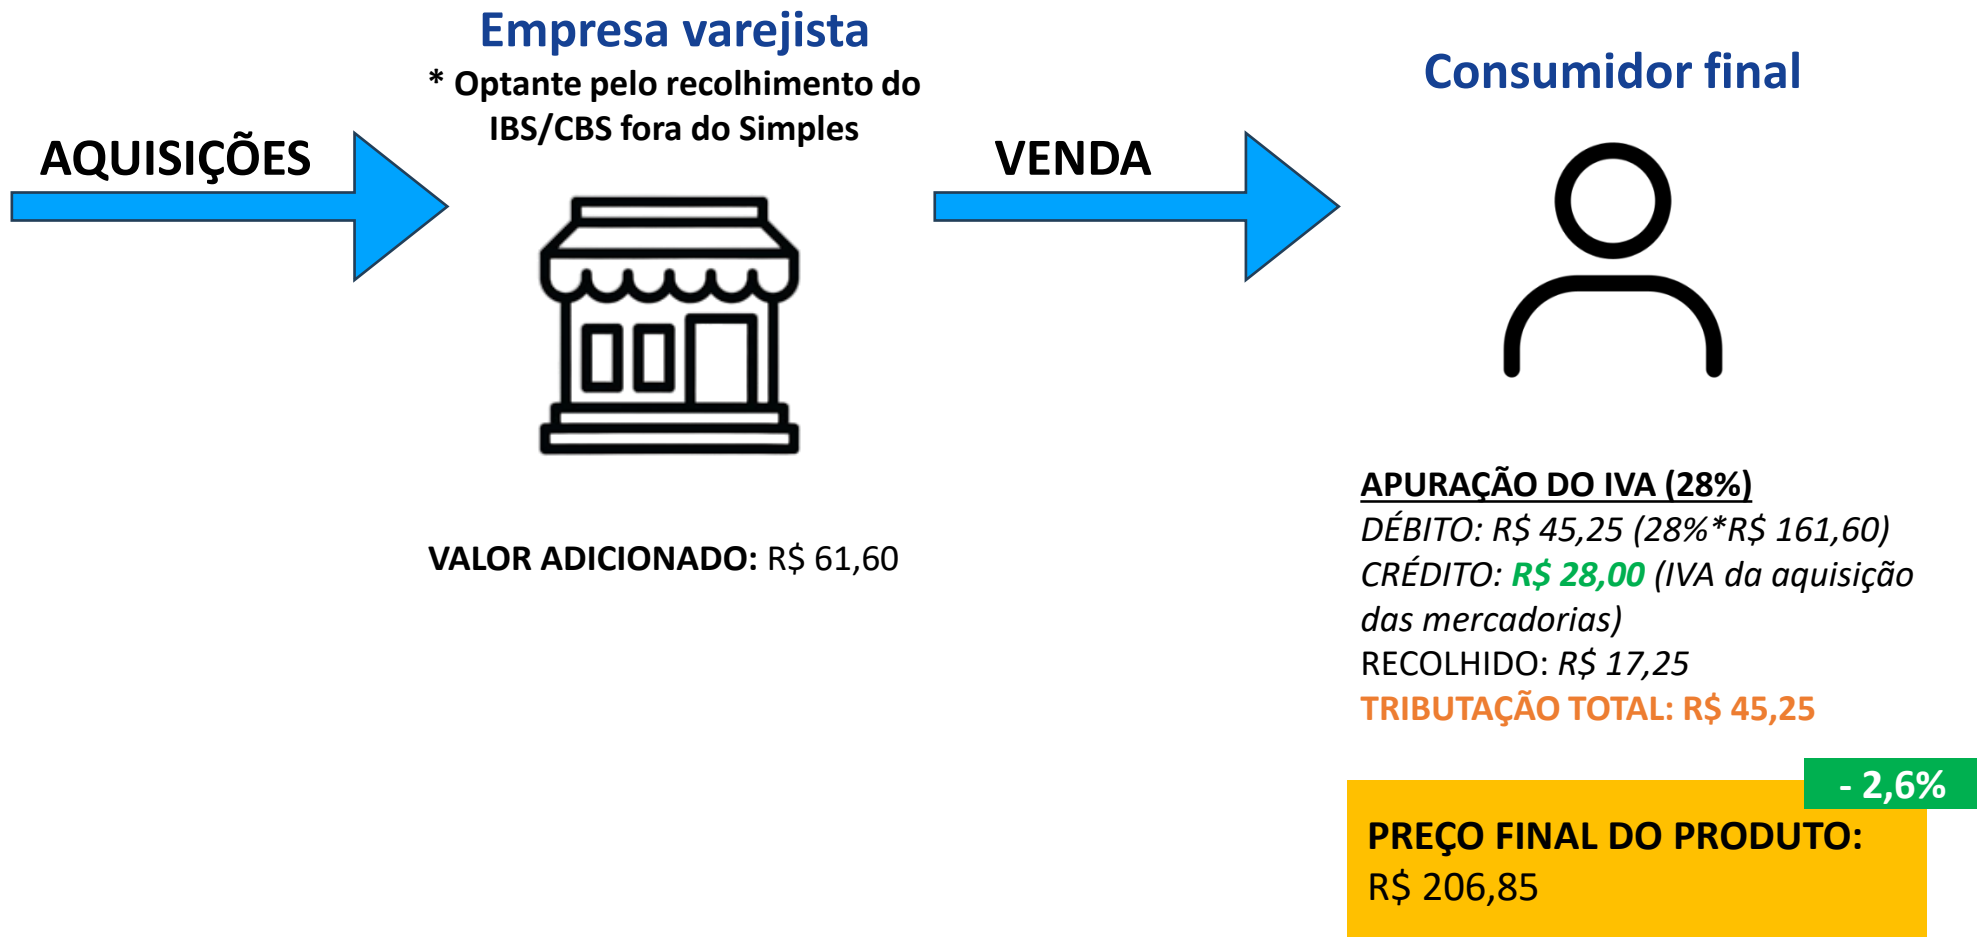 Empresa varejista
* Optante pelo recolhimento do
IBS/CBS fora do Simples
Consumidor final
AQUISIÇÕES
VENDA
VALOR ADICIONADO: R$ 61,60
APURAÇÃO DO IVA (28%)
DÉBITO: R$ 45,25 (28%*R$ 161,60)
CRÉDITO: R$ 28,00 (IVA da aquisição
das mercadorias)
RECOLHIDO: R$ 17,25
TRIBUTAÇÃO TOTAL: R$ 45,25
- 2,6%
PREÇO FINAL DO PRODUTO:
R$ 206,85